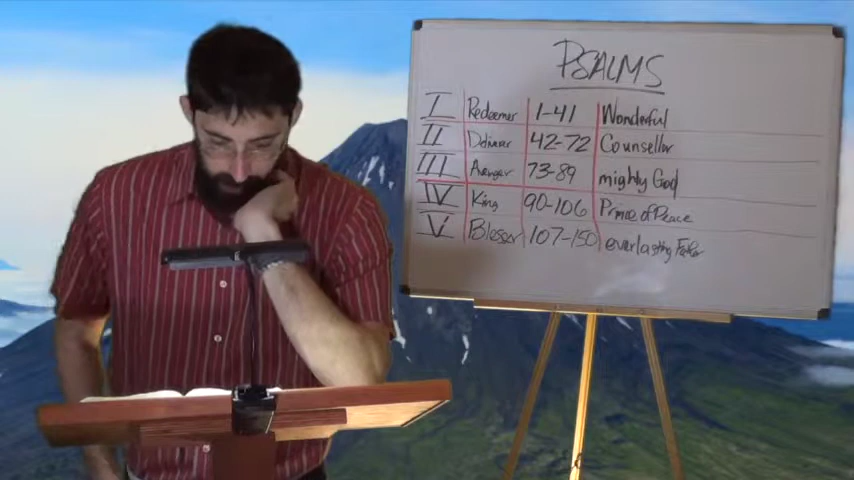 PSALMS
I Redeemer 1-41 Wonderful
II Deliverer 42-72 Counsellor
III Avenger 73-89 mighty God
IV King 90-106 Prince of Peace
V Blesser 107-150 everlasting Father